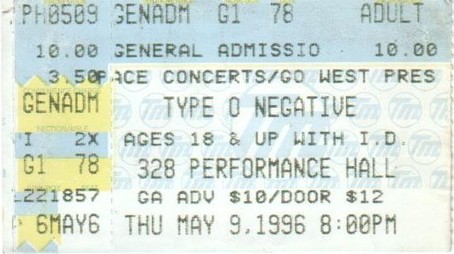 PH0509 GENADM G1 78 ADULT
10.00 GENERAL ADMISSIO 10.00
3.50 PACE CONCERTS/GO WEST PRES
GENADM TYPE O NEGATIVE
1 2X AGES 18 & UP WITH I.D.
G1 78 328 PERFORMANCE HALL
221857 GA ADV $10/DOOR $12
6MAY6 THU MAY 9,1996 8:00PM